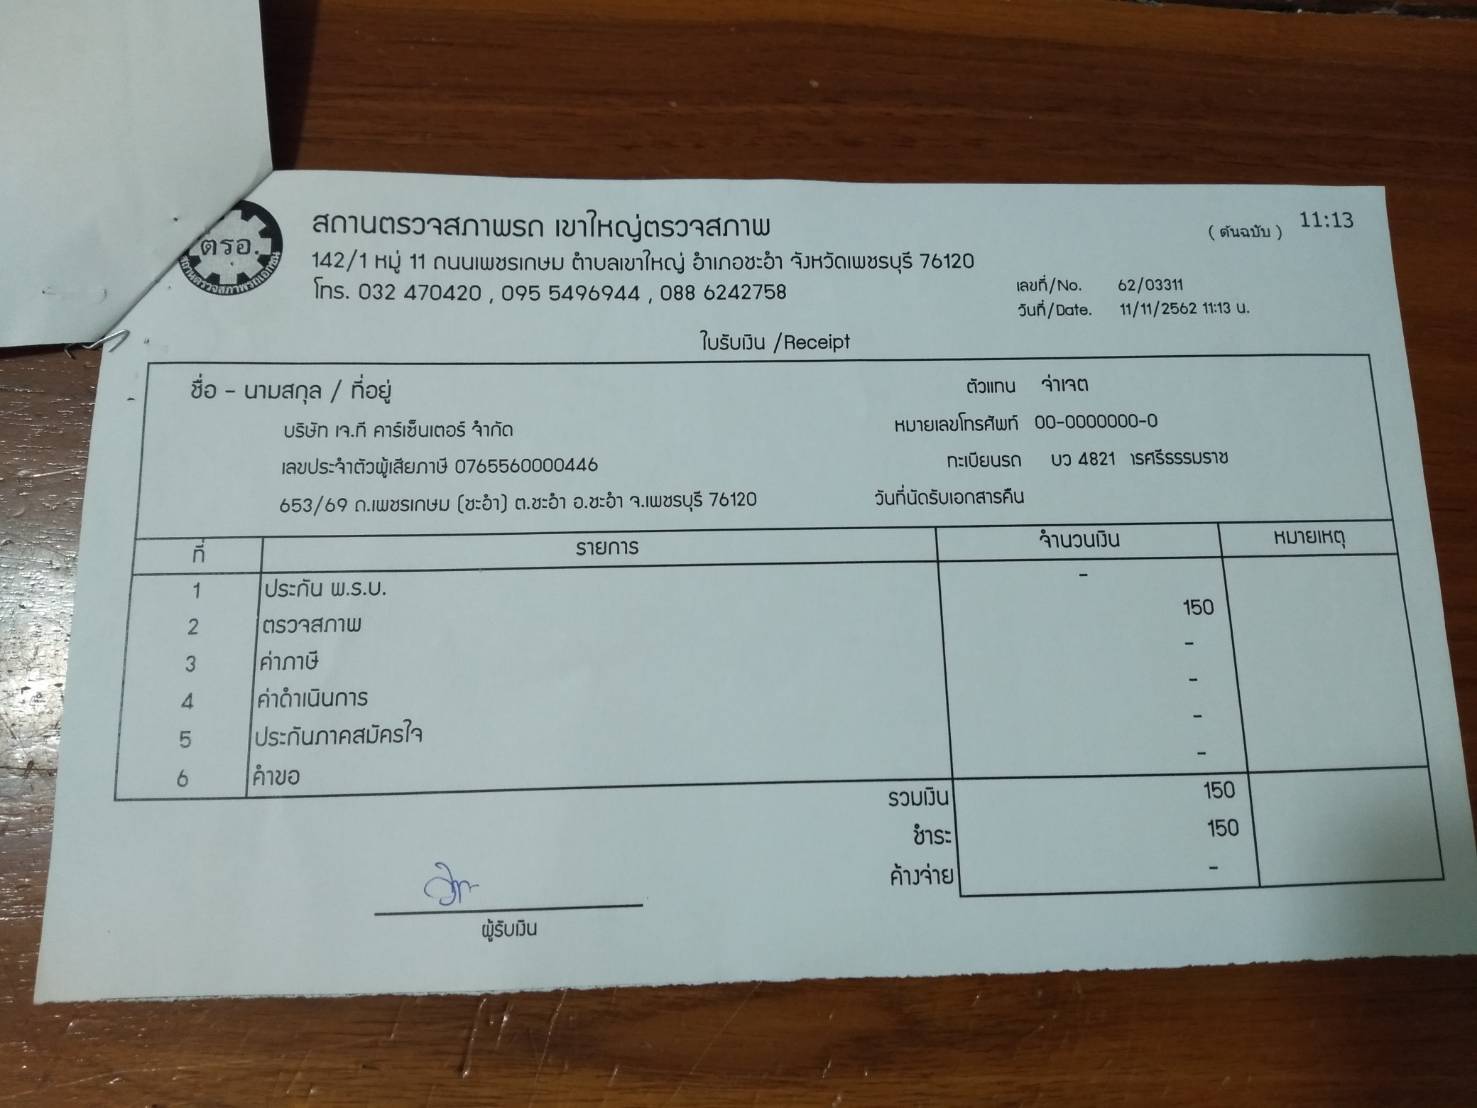 ตรอ.
สถานตรวจสภาพรถ เขาใหญ่ตรวจสภาพ
( ต้นฉบับ ) 11:13
142/1 หมู่ 11 ถนนเพชรเกษม ตำบลเขาใหญ่ อำเภอชะอำ จังหวัดเพชรบุรี 76120
โทร. 032 470420 , 095 5496944 , 088 6242758
เลขที่/No. 62/03311
วันที่/Date. 11/11/2562 11:13 น.
ใบรับเงิน /Receipt
ชื่อ - นามสกุล / ที่อยู่
ตัวแทน จ่าเจต
บริษัท เจ.ที คาร์เซ็นเตอร์ จำกัด
หมายเลขโทรศัพท์ 00-0000000-0
เลขประจำตัวผู้เสียภาษี 0765560000446
ทะเบียนรถ บว 4821 เรศรีธรรมราช
653/69 ถ.เพชรเกษม (ชะอำ) ต.ชะอำ อ.ชะอำ จ.เพชรบุรี 76120
วันที่นัดรับเอกสารคืน
ที่ รายการ จำนวนเงิน หมายเหตุ
1 ประกัน พ.ร.บ. -
2 ตรวจสภาพ 150
3 ค่าภาษี -
4 ค่าดำเนินการ -
5 ประกันภาคสมัครใจ -
6 คำขอ -
รวมเงิน 150
ชำระ 150
ค้างจ่าย -
ผู้รับเงิน